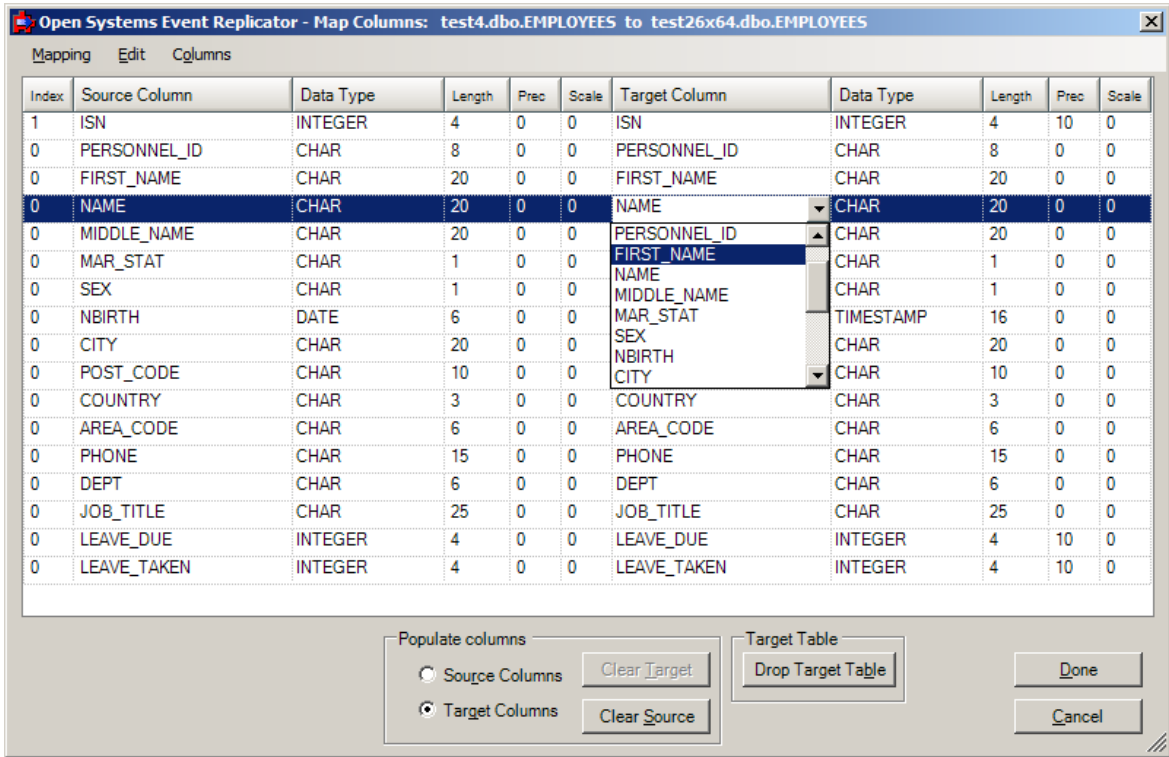 Open Systems Event Replicator - Map Columns: test4.dbo.EMPLOYEES to test26x64.dbo.EMPLOYEES
Mapping Edit Columns
Index Source Column Data Type Length Prec Scale Target Column Data Type Length Prec Scale
1 ISN INTEGER 4 0 0 ISN INTEGER 4 10 0
0 PERSONNEL_ID CHAR 8 0 0 PERSONNEL_ID CHAR 8 0 0
0 FIRST_NAME CHAR 20 0 0 FIRST_NAME CHAR 20 0 0
0 NAME CHAR 20 0 0 NAME CHAR 20 0 0
0 MIDDLE_NAME CHAR 20 0 0 PERSONNEL_ID CHAR 20 0 0
FIRST_NAME
0 MAR_STAT CHAR 1 0 0 NAME CHAR 1 0 0
0 SEX CHAR 1 0 0 MIDDLE_NAME CHAR 1 0 0
0 NBIRTH DATE 6 0 0 MAR_STAT TIMESTAMP 16 0 0
SEX
0 CITY CHAR 20 0 0 NBIRTH CHAR 20 0 0
0 POST_CODE CHAR 10 0 0 CITY CHAR 10 0 0
0 COUNTRY CHAR 3 0 0 COUNTRY CHAR 3 0 0
0 AREA_CODE CHAR 6 0 0 AREA_CODE CHAR 6 0 0
0 PHONE CHAR 15 0 0 PHONE CHAR 15 0 0
0 DEPT CHAR 6 0 0 DEPT CHAR 6 0 0
0 JOB_TITLE CHAR 25 0 0 JOB_TITLE CHAR 25 0 0
0 LEAVE_DUE INTEGER 4 0 0 LEAVE_DUE INTEGER 4 10 0
0 LEAVE_TAKEN INTEGER 4 0 0 LEAVE_TAKEN INTEGER 4 10 0
Populate columns Target Table
Source Columns Clear Target Drop Target Table Done
Target Columns Clear Source Cancel